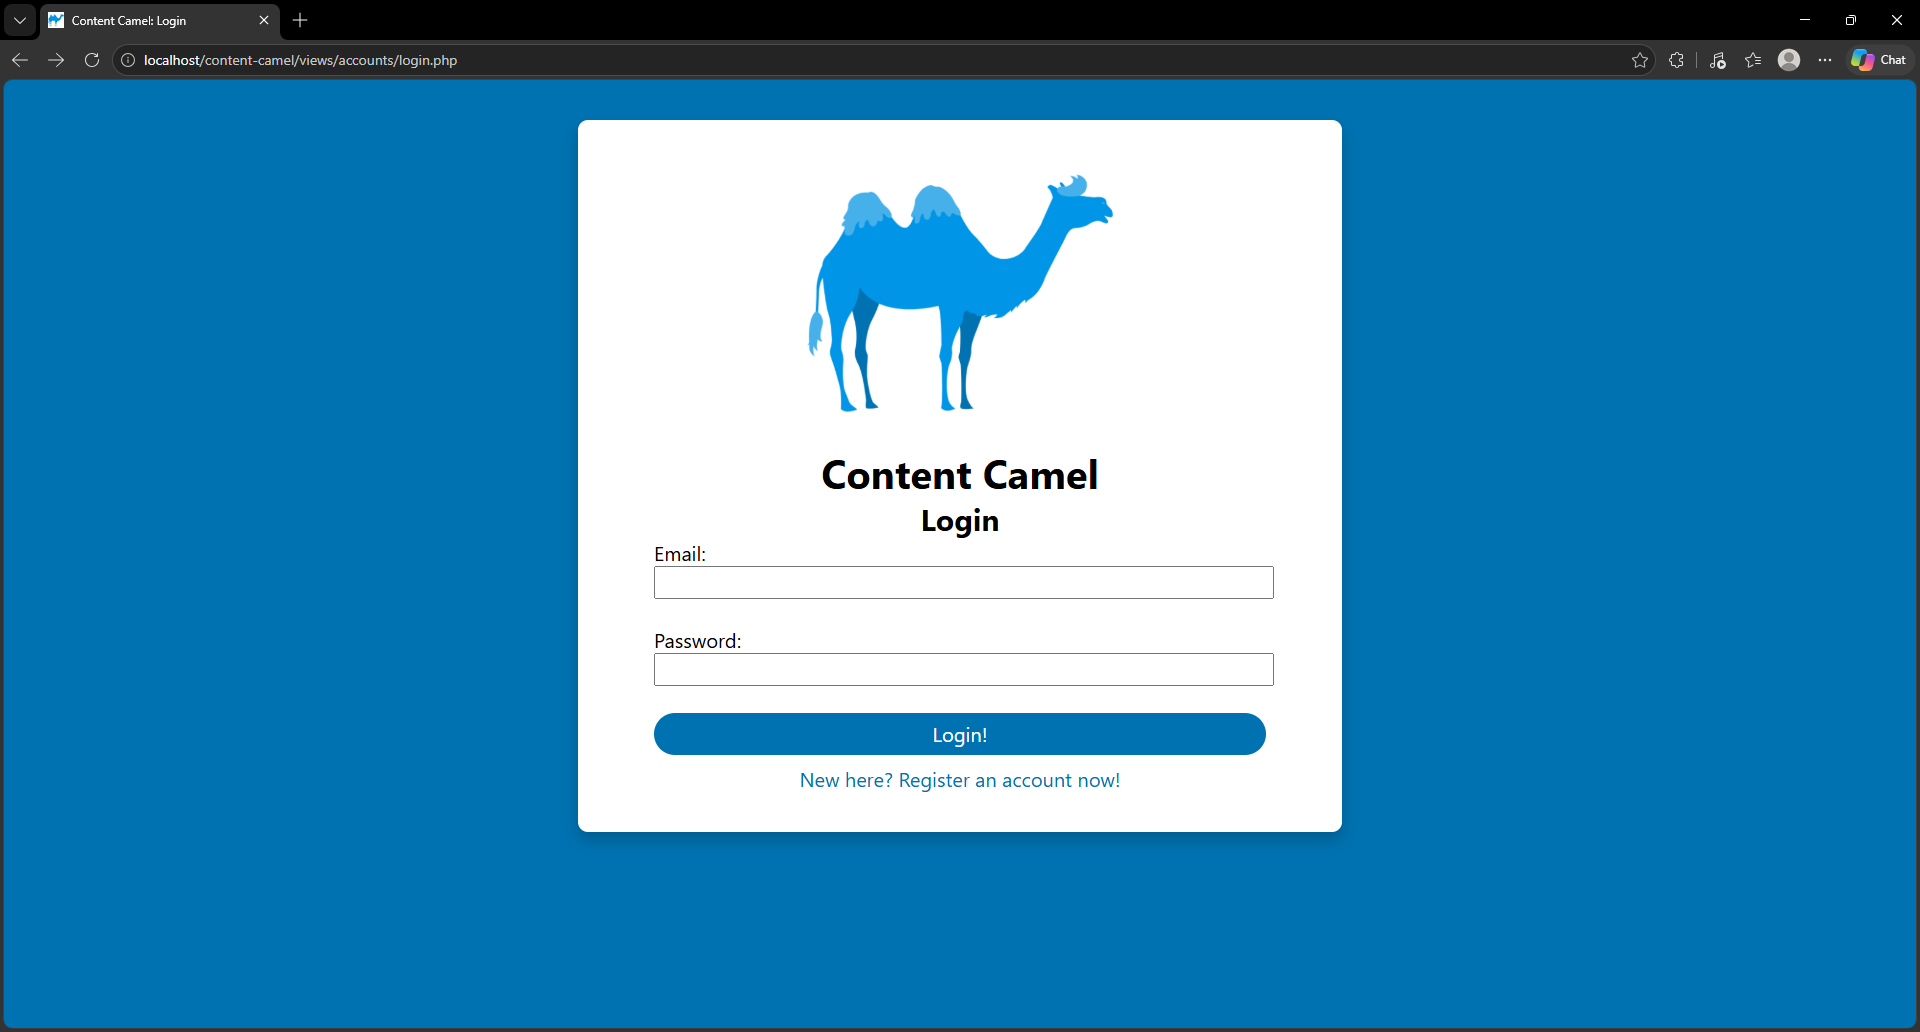 Content Camel: Login
localhost/content-camel/views/accounts/login.php
Chat
Content Camel
Login
Email:
Password:
Login!
New here? Register an account now!